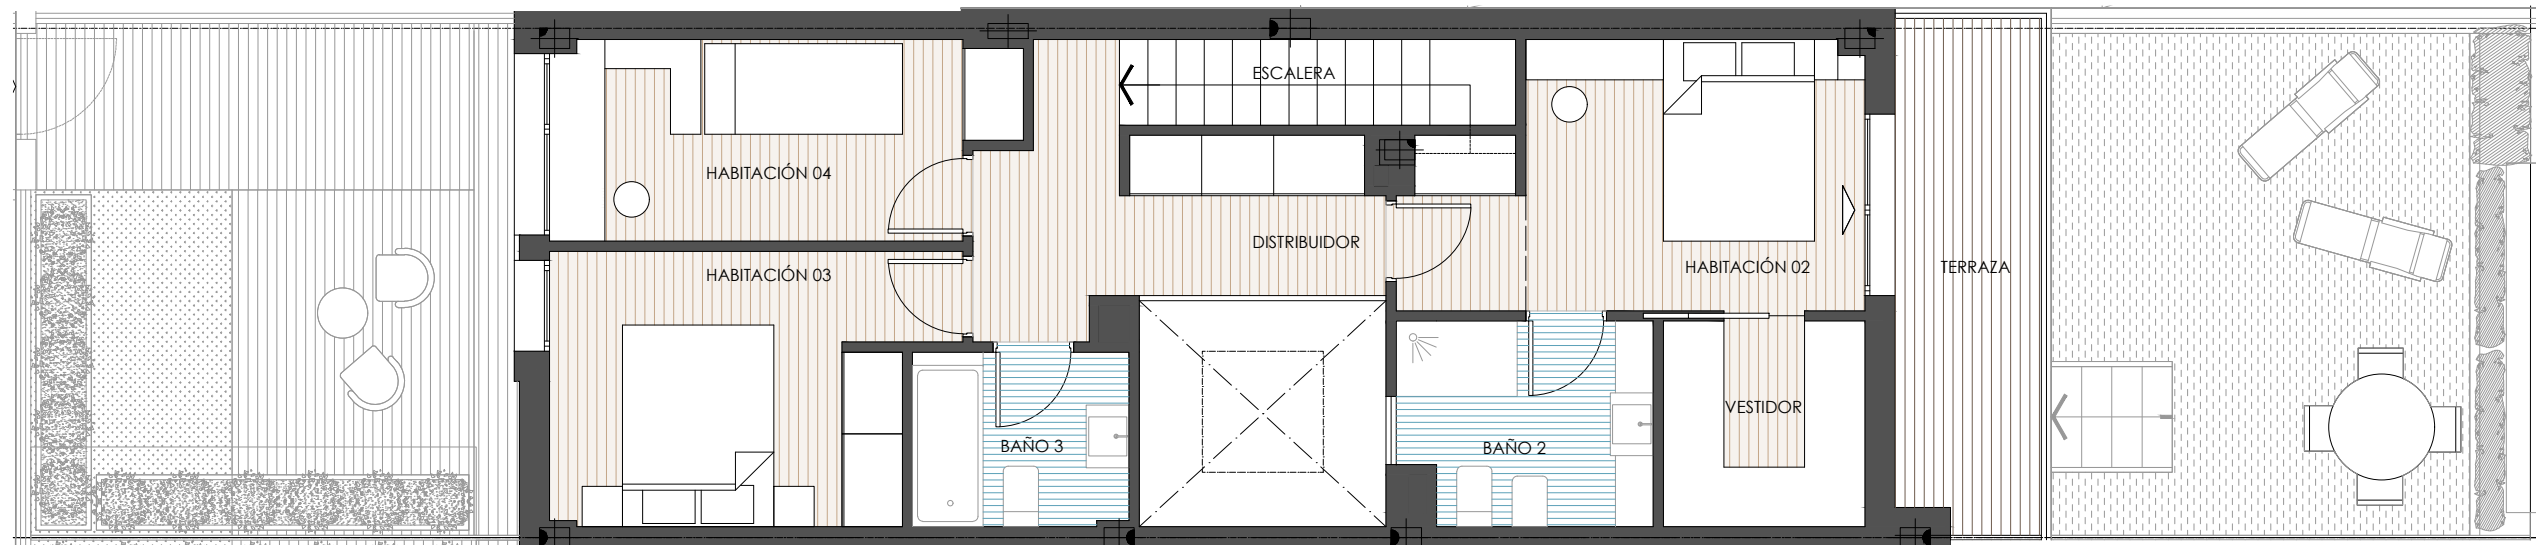 ESCALERA
HABITACIÓN 04
DISTRIBUIDOR
HABITACIÓN 03
HABITACIÓN 02
TERRAZA
VESTIDOR
BAÑO 3
BAÑO 2